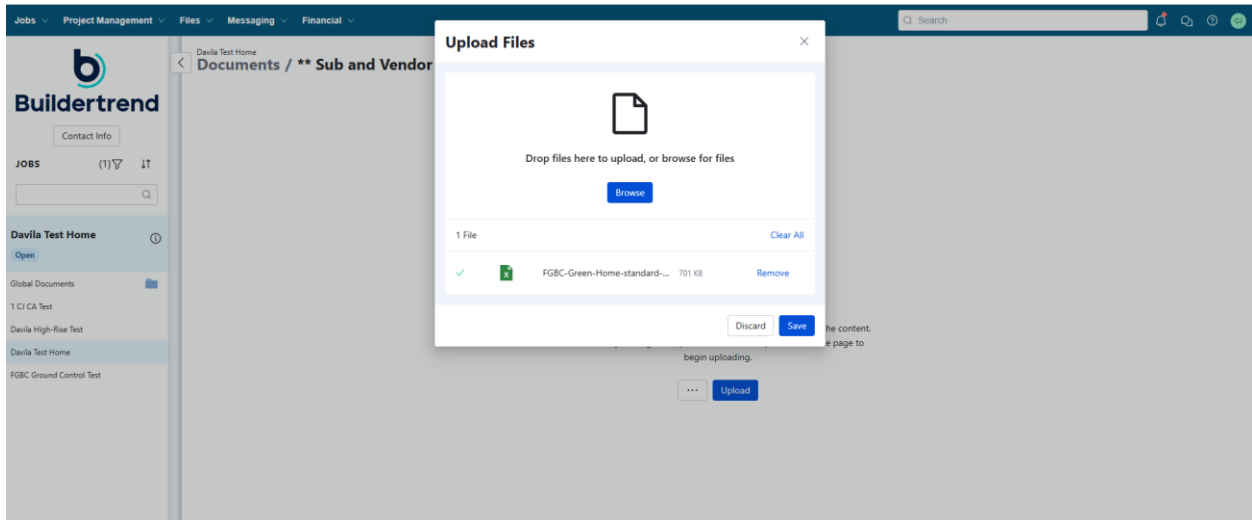 Jobs Project Management Files Messaging Financial
Search
CJ
Buildertrend
Contact Info
JOBS (1)
Davila Test Home
Open
Global Documents
1 CJ CA Test
Davila High-Rise Test
Davila Test Home
FGBC Ground Control Test
Davila Test Home
Documents / ** Sub and Vendor
Upload Files
Drop files here to upload, or browse for files
Browse
1 File Clear All
FGBC-Green-Home-standard-... 701 KB Remove
Discard Save
he content.
e page to
begin uploading.
... Upload